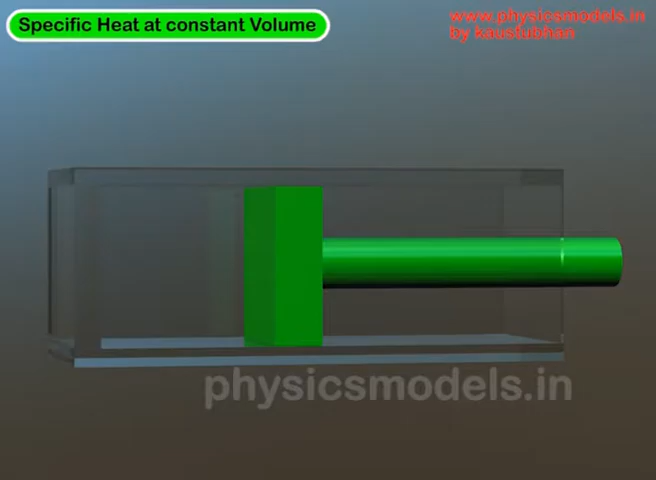 Specific Heat at constant Volume
www.physicsmodels.in
by kaustubhan
physicsmodels.in